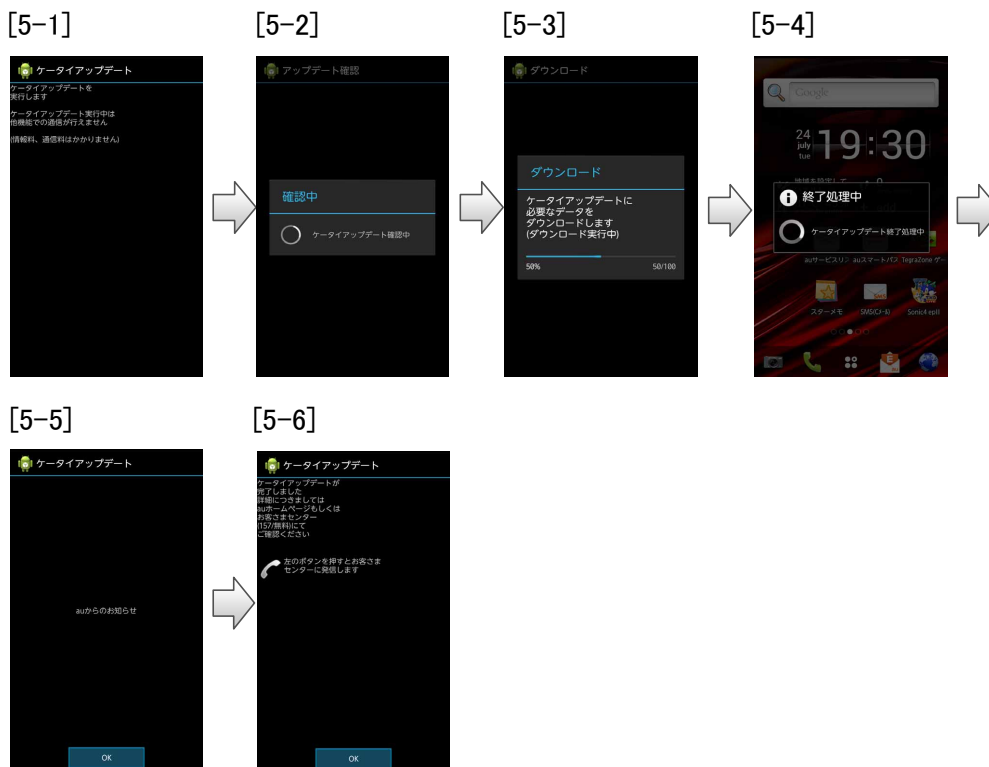 [5-1]
ケータイアップデート
ケータイアップデートを
実行します
ケータイアップデート実行中は
他機能での通信が行えません
(情報料、通信料はかかりません)
[5-2]
アップデート確認
確認中
ケータイアップデート確認中
[5-3]
ダウンロード
ダウンロード
ケータイアップデートに
必要なデータを
ダウンロードします
(ダウンロード実行中)
50% 50/100
[5-4]
Google
24
july
tue
19:30
地域を設定して
終了処理中
ケータイアップデート終了処理中
auサービスリン auスマートパス TegraZone ゲー
スターメモ SMS(Cメール) Sonic4 epII
[5-5]
ケータイアップデート
auからのお知らせ
OK
[5-6]
ケータイアップデート
ケータイアップデートが
完了しました
詳細につきましては
auホームページもしくは
お客さまセンター
(157/無料)にて
ご確認ください
左のボタンを押すとお客さま
センターに発信します
OK